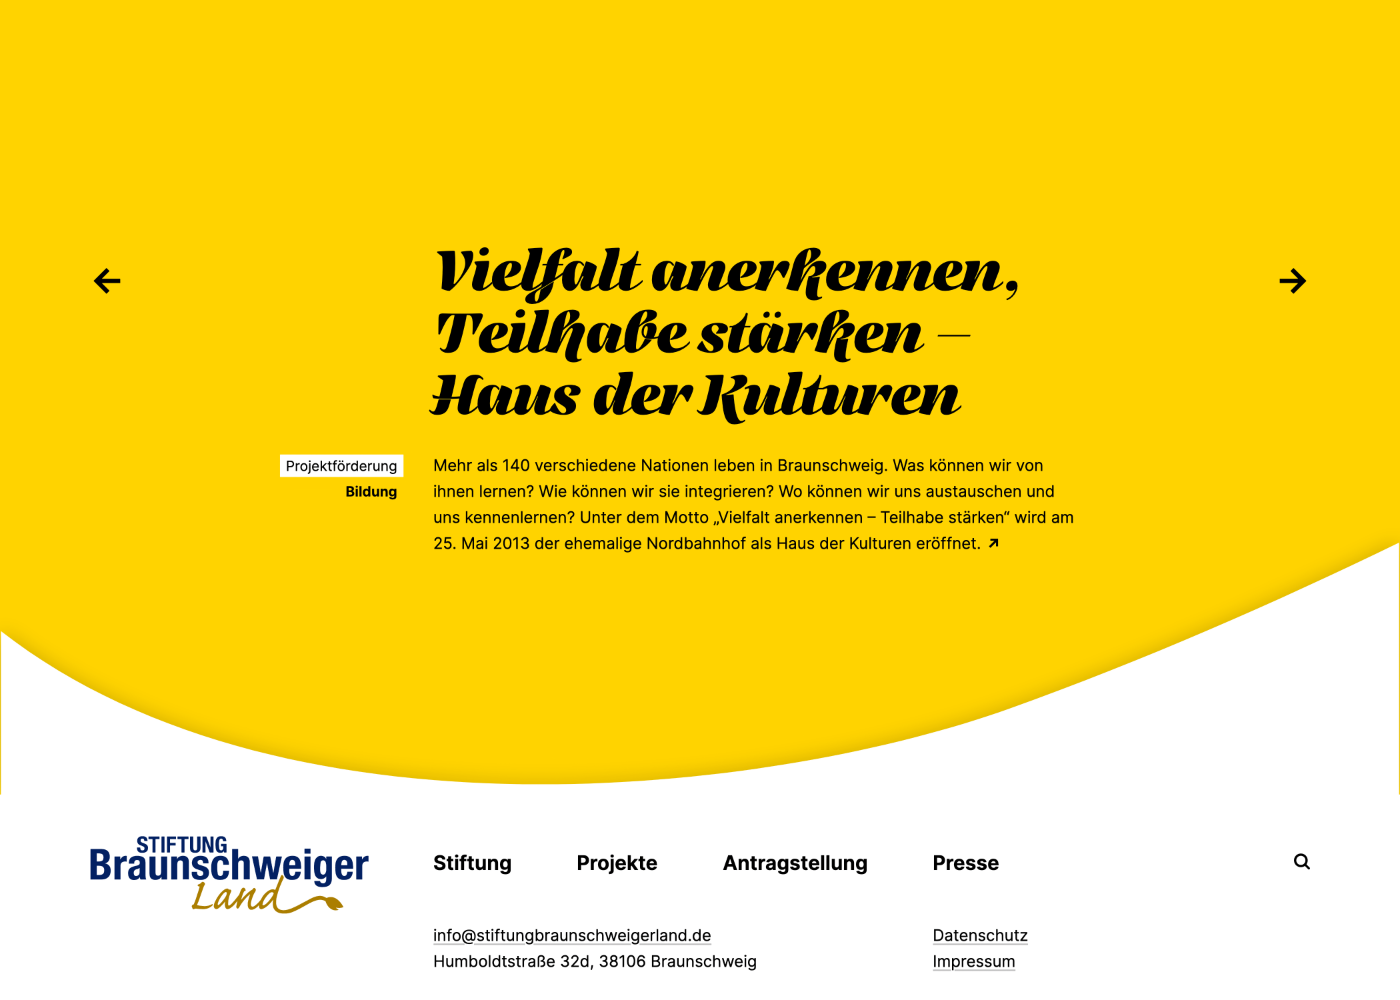 Vielfalt anerkennen,
Teilhabe stärken –
Haus der Kulturen
Projektförderung
Bildung
Mehr als 140 verschiedene Nationen leben in Braunschweig. Was können wir von
ihnen lernen? Wie können wir sie integrieren? Wo können wir uns austauschen und
uns kennenlernen? Unter dem Motto „Vielfalt anerkennen – Teilhabe stärken“ wird am
25. Mai 2013 der ehemalige Nordbahnhof als Haus der Kulturen eröffnet.
STIFTUNG
Braunschweiger
Land
Stiftung Projekte Antragstellung Presse
info@stiftungbraunschweigerland.de
Humboldtstraße 32d, 38106 Braunschweig
Datenschutz
Impressum